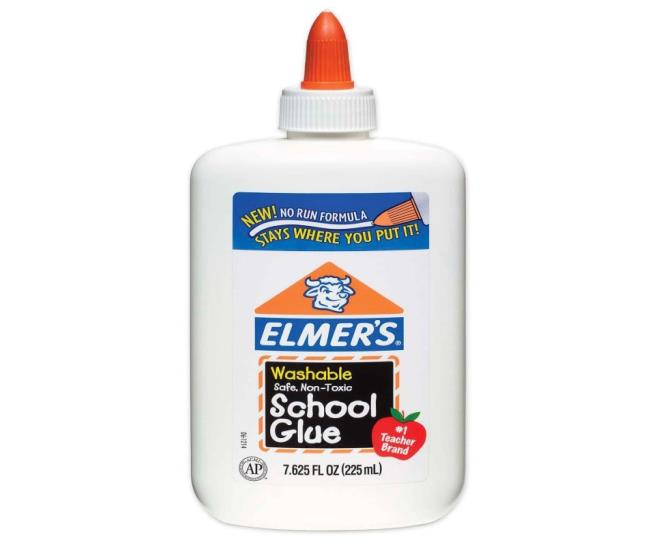 NEW! NO RUN FORMULA
STAYS WHERE YOU PUT IT!
ELMER'S®
Washable
Safe, Non-Toxic
School
Glue
#1
Teacher
Brand
AP
7.625 FL OZ (225 mL)